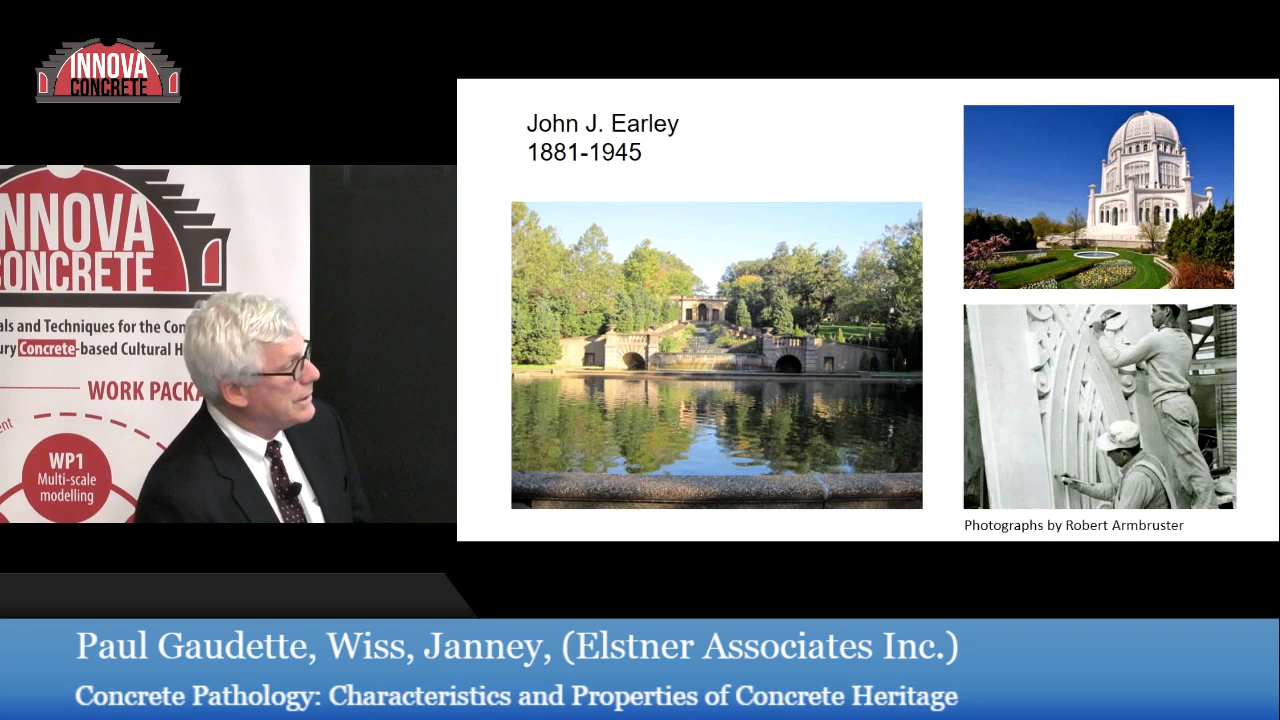 INNOVA
CONCRETE
John J. Earley
1881-1945
Photographs by Robert Armbruster
NNOVA
CONCRETE
als and Techniques for the Con
ury Concrete-based Cultural H
WORK PACKA
ent
WP1
Multi-scale
modelling
Paul Gaudette, Wiss, Janney, (Elstner Associates Inc.)
Concrete Pathology: Characteristics and Properties of Concrete Heritage